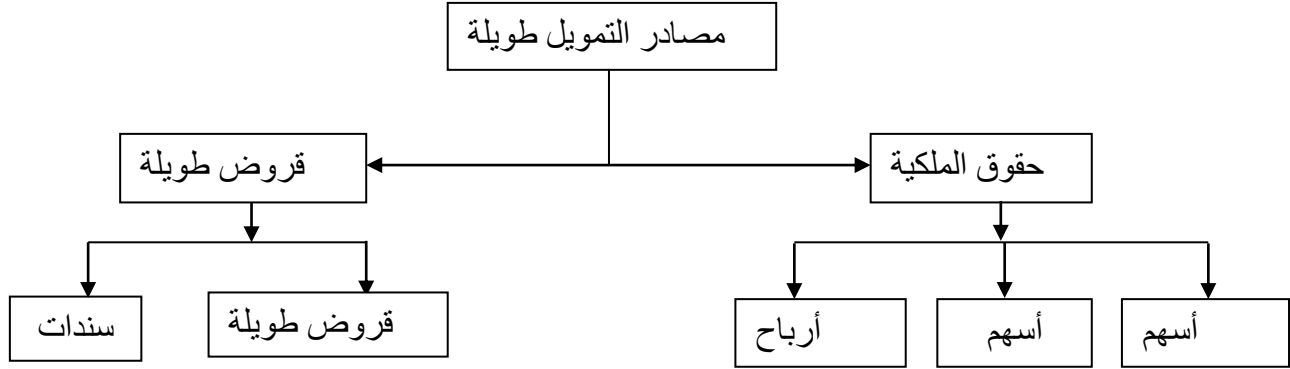 مصادر التمويل طويلة
حقوق الملكية
قروض طويلة
أسهم
أسهم
أرباح
قروض طويلة
سندات